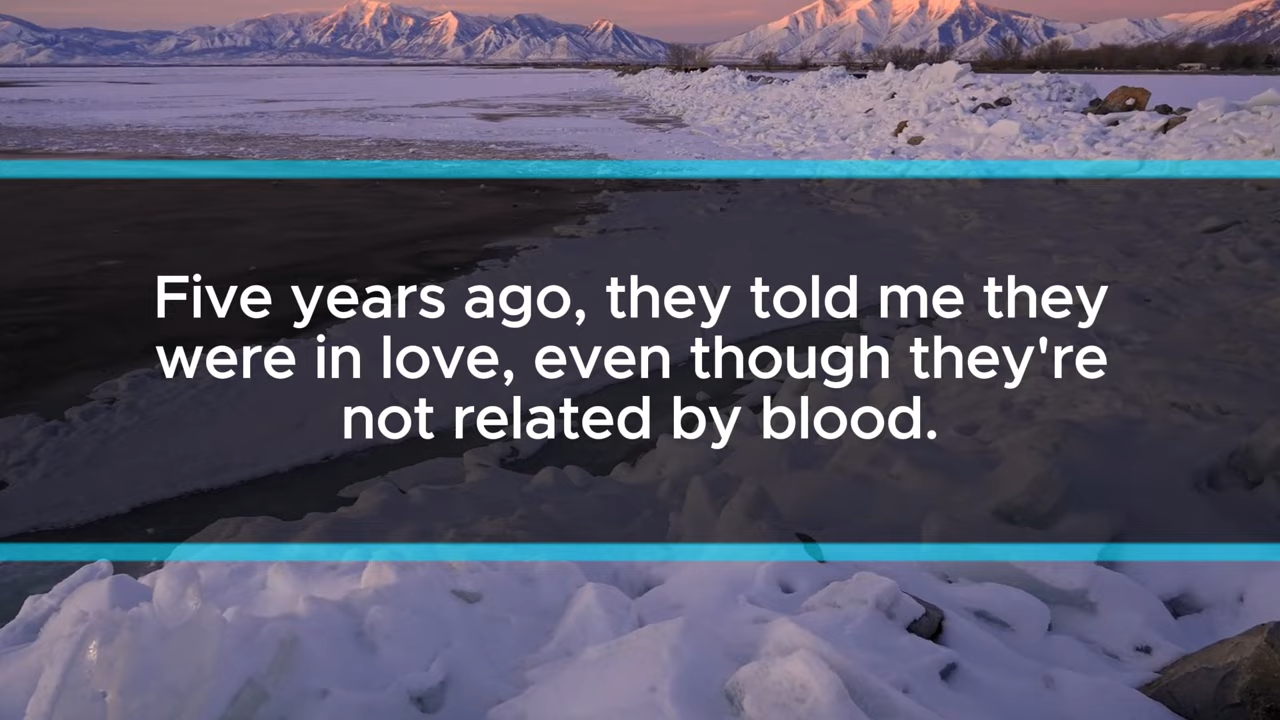 Five years ago, they told me they
were in love, even though they're
not related by blood.